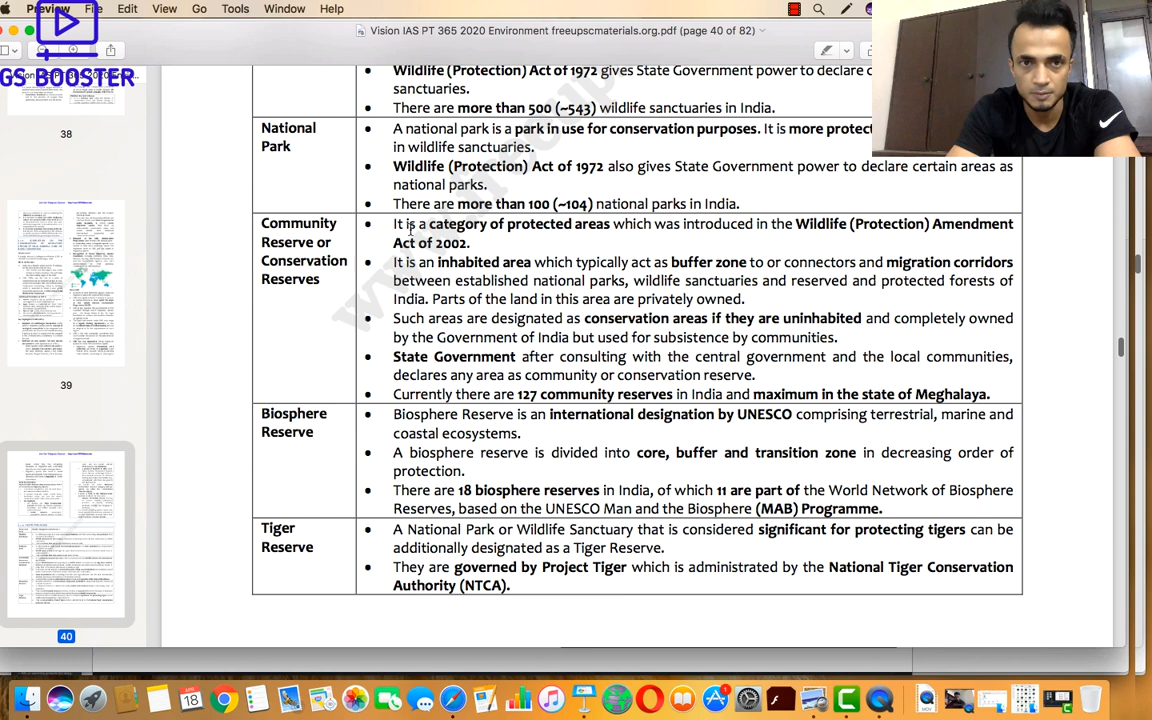 Preview File Edit View Go Tools Window Help
Vision IAS PT 365 2020 Environment freeupscmaterials.org.pdf (page 40 of 82)
GS BOOSTER
38
39
40
Wildlife (Protection) Act of 1972 gives State Government power to declare
sanctuaries.
There are more than 500 (~543) wildlife sanctuaries in India.
National
Park
A national park is a park in use for conservation purposes. It is more
in wildlife sanctuaries.
Wildlife (Protection) Act of 1972 also gives State Government power to declare certain areas as
national parks.
There are more than 100 (~104) national parks in India.
Community
Reserve or
Conservation
Reserves
It is a category of protected areas which was introduced in the Wildlife (Protection) Amendment
Act of 2002.
It is an inhabited area which typically act as buffer zones to or connectors and migration corridors
between established national parks, wildlife sanctuaries and reserved and protected forests of
India. Parts of the land in this area are privately owned.
Such areas are designated as conservation areas if they are uninhabited and completely owned
by the Government of India but used for subsistence by communities.
State Government after consulting with the central government and the local communities,
declares any area as community or conservation reserve.
Currently there are 127 community reserves in India and maximum in the state of Meghalaya.
Biosphere
Reserve
Biosphere Reserve is an international designation by UNESCO comprising terrestrial, marine and
coastal ecosystems.
A biosphere reserve is divided into core, buffer and transition zone in decreasing order of
protection.
There are 18 biosphere reserves in India, of which 11 are part of the World Network of Biosphere
Reserves, based on the UNESCO Man and the Biosphere (MAB) Programme.
Tiger
Reserve
A National Park or Wildlife Sanctuary that is considered significant for protecting tigers can be
additionally designated as a Tiger Reserve.
They are governed by Project Tiger which is administered by the National Tiger Conservation
Authority (NTCA).
APR
18